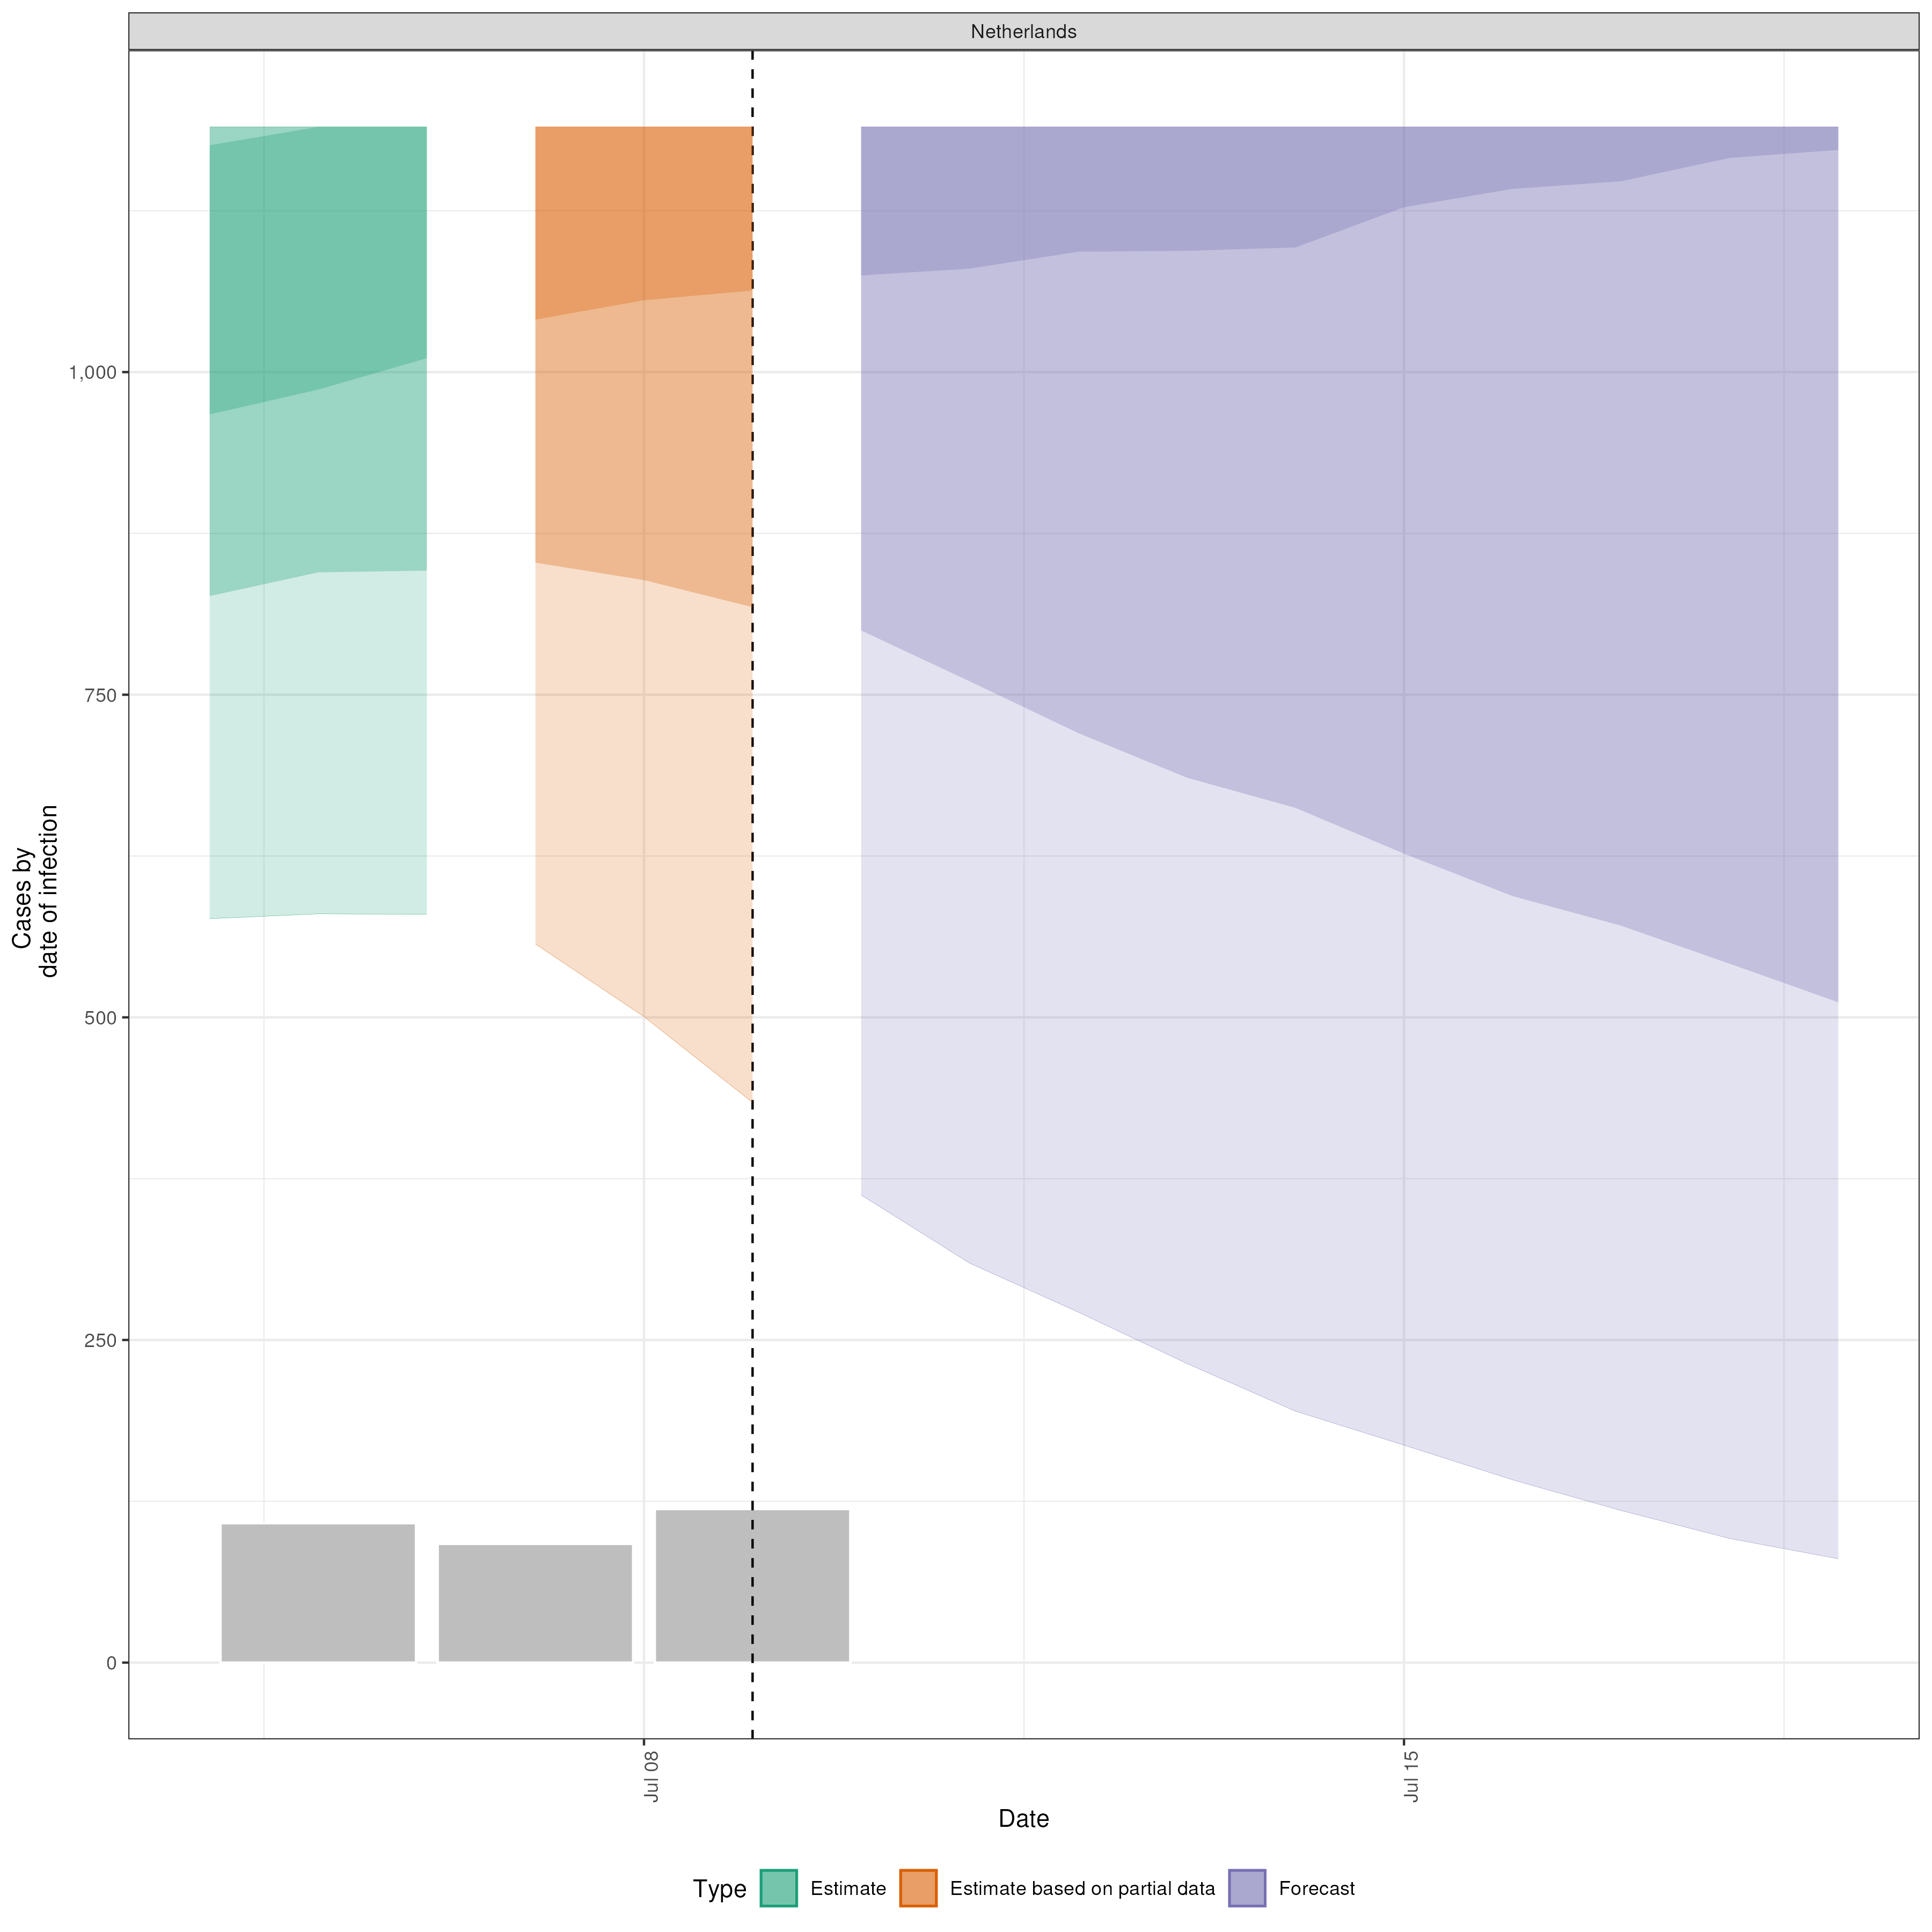 Netherlands
1,000
750
500
250
0
Cases by
date of infection
Jul 08
Jul 15
Date
Type
Estimate
Estimate based on partial data
Forecast